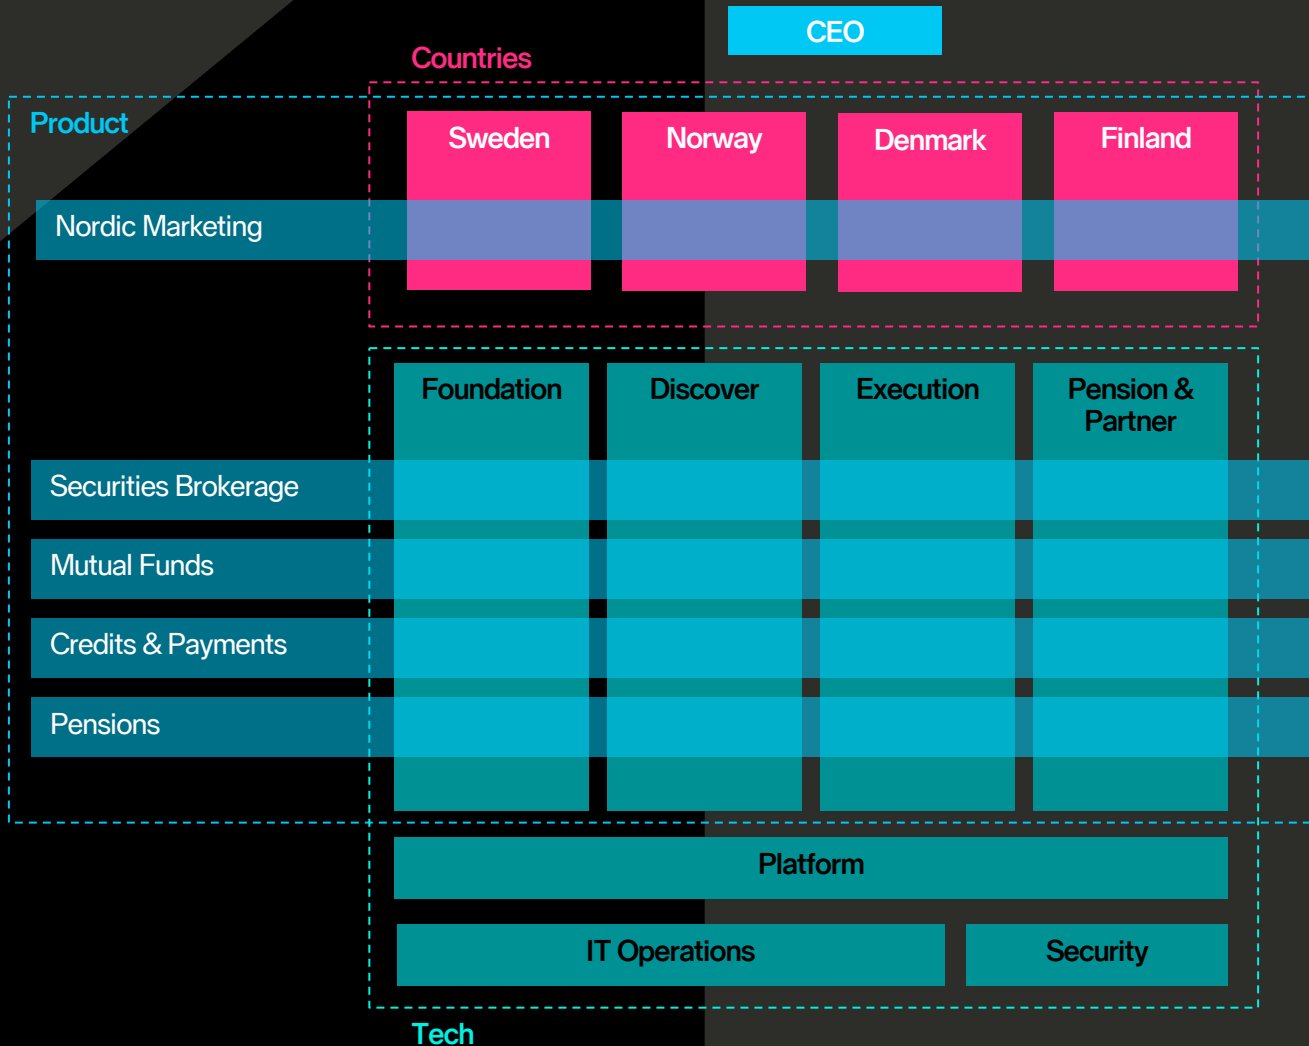 CEO
Countries
Product
Sweden
Norway
Denmark
Finland
Nordic Marketing
Foundation
Discover
Execution
Pension &
Partner
Securities Brokerage
Mutual Funds
Credits & Payments
Pensions
Platform
IT Operations
Security
Tech